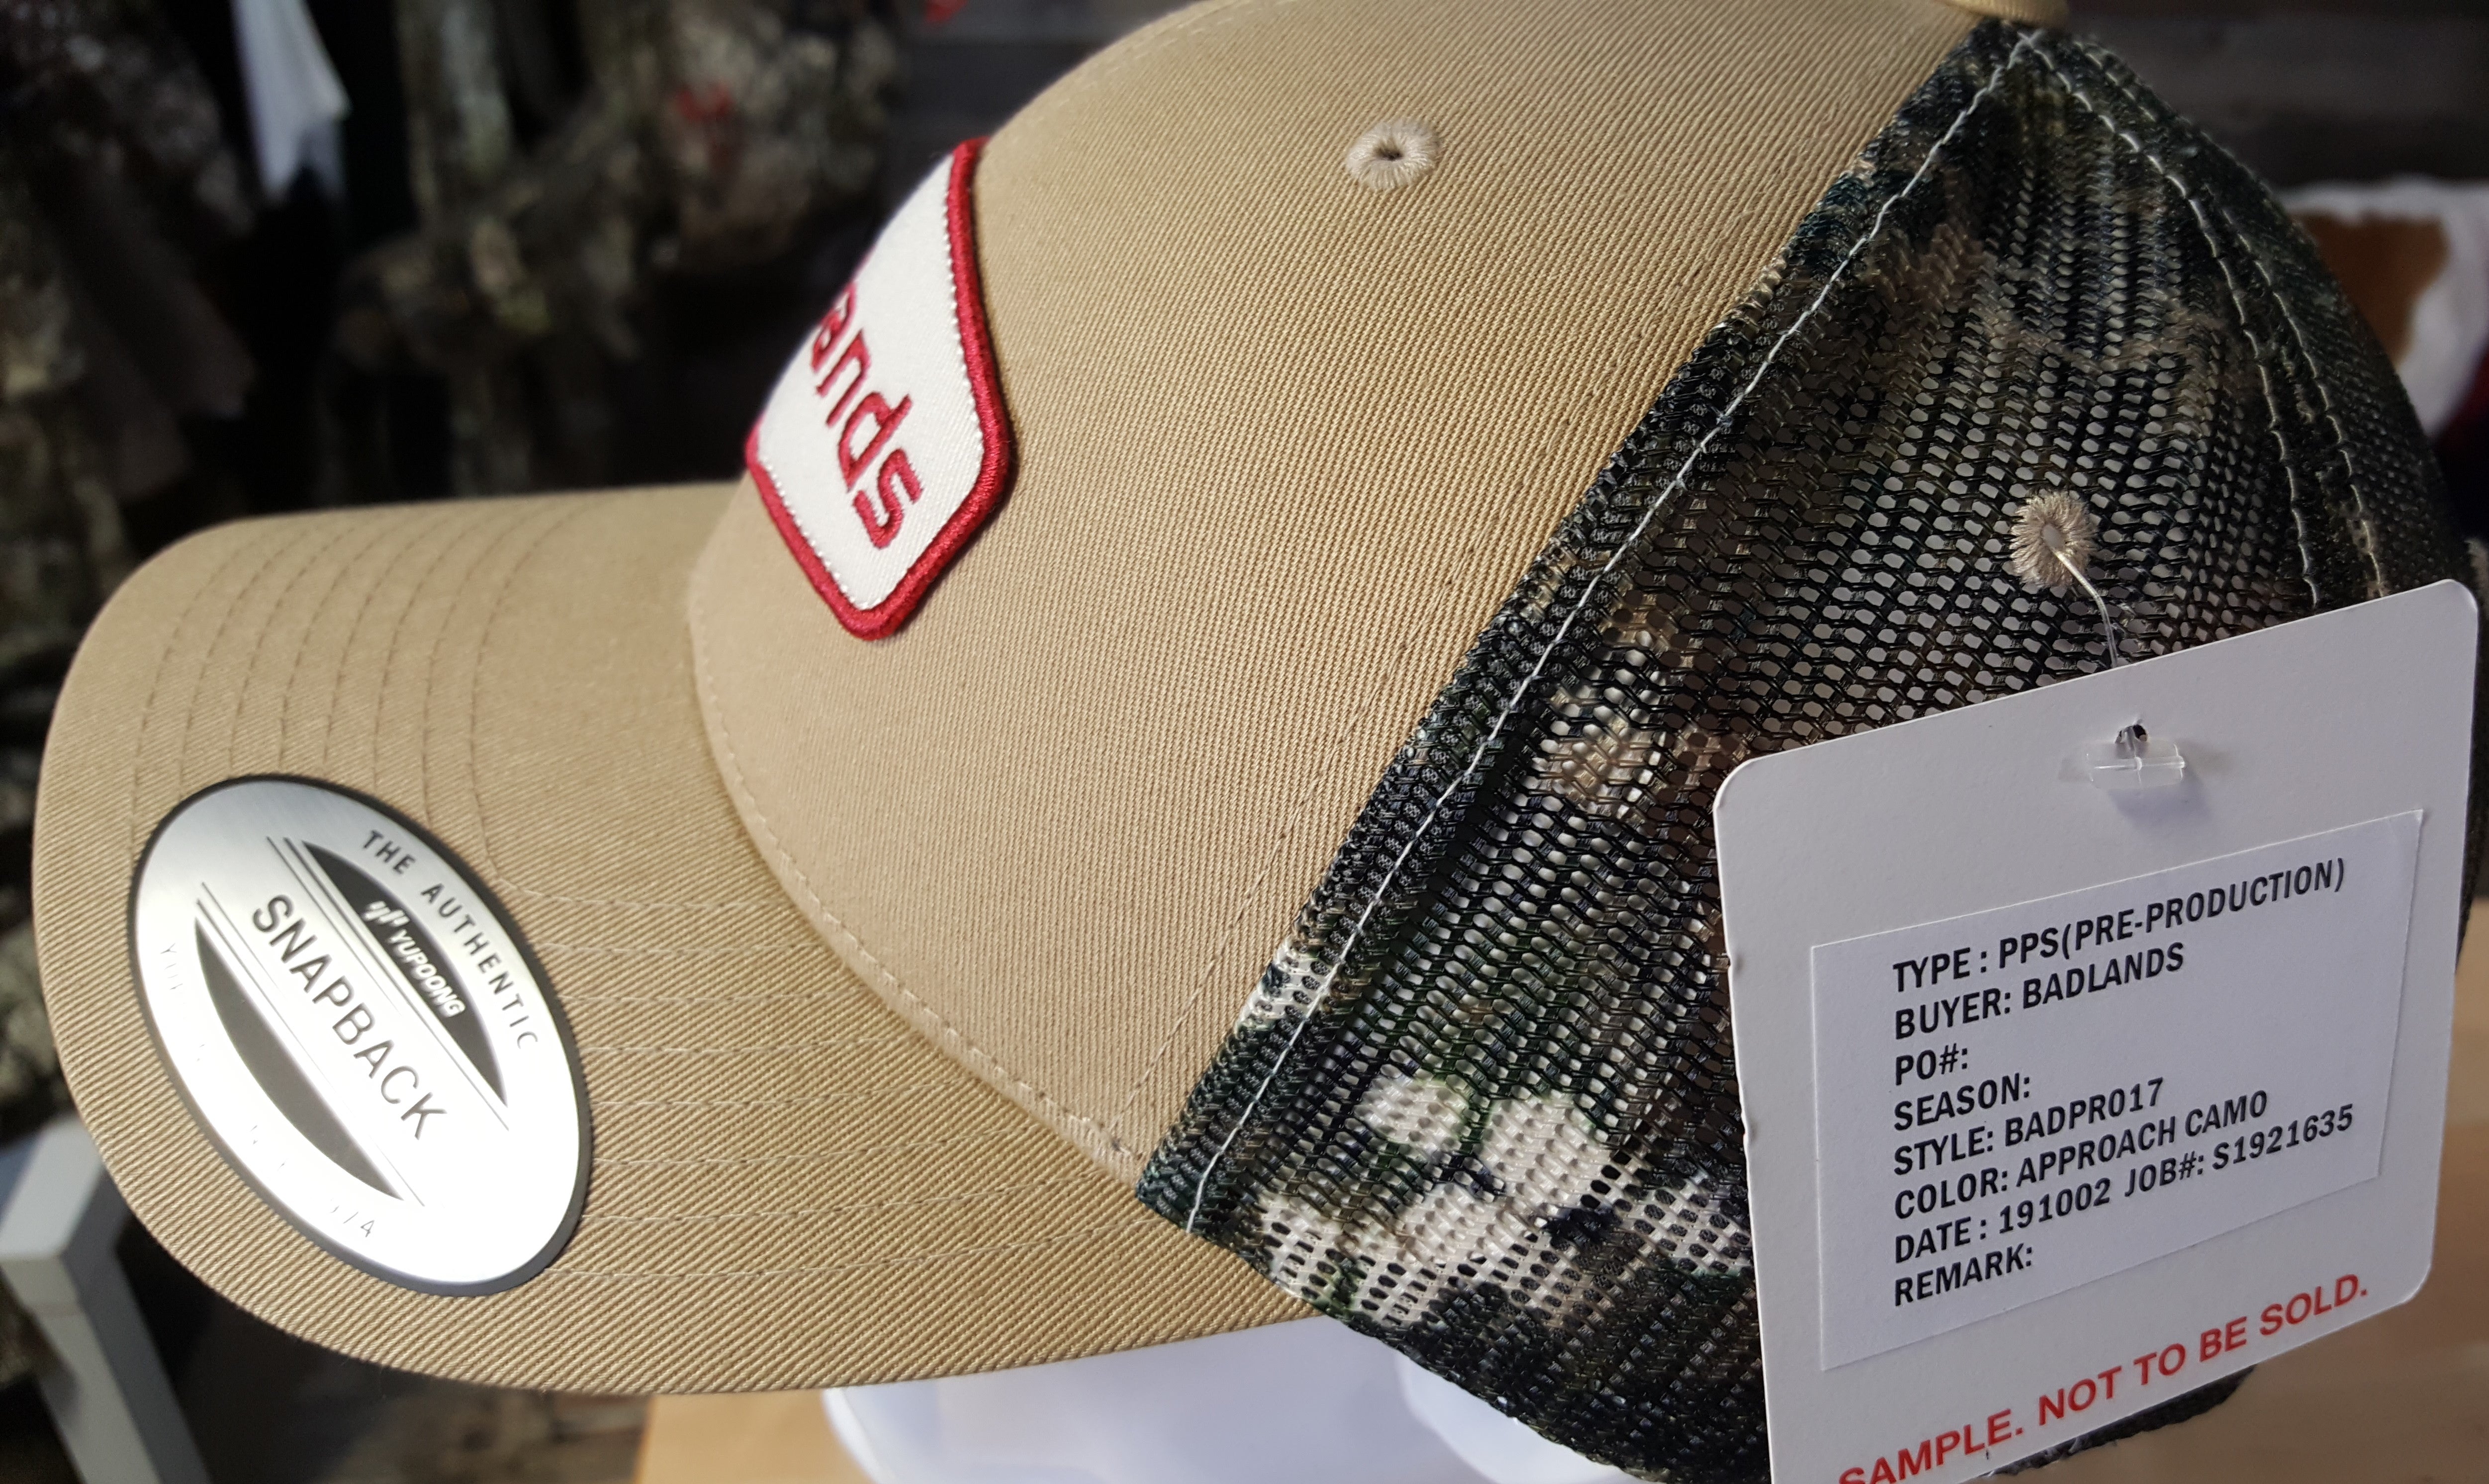 ands
THE AUTHENTIC
YUPOONG
SNAPBACK
TYPE : PPS(PRE-PRODUCTION)
BUYER: BADLANDS
PO#:
SEASON:
STYLE: BADPR017
COLOR: APPROACH CAMO
DATE : 191002 JOB#: S1921635
REMARK:
SAMPLE. NOT TO BE SOLD.